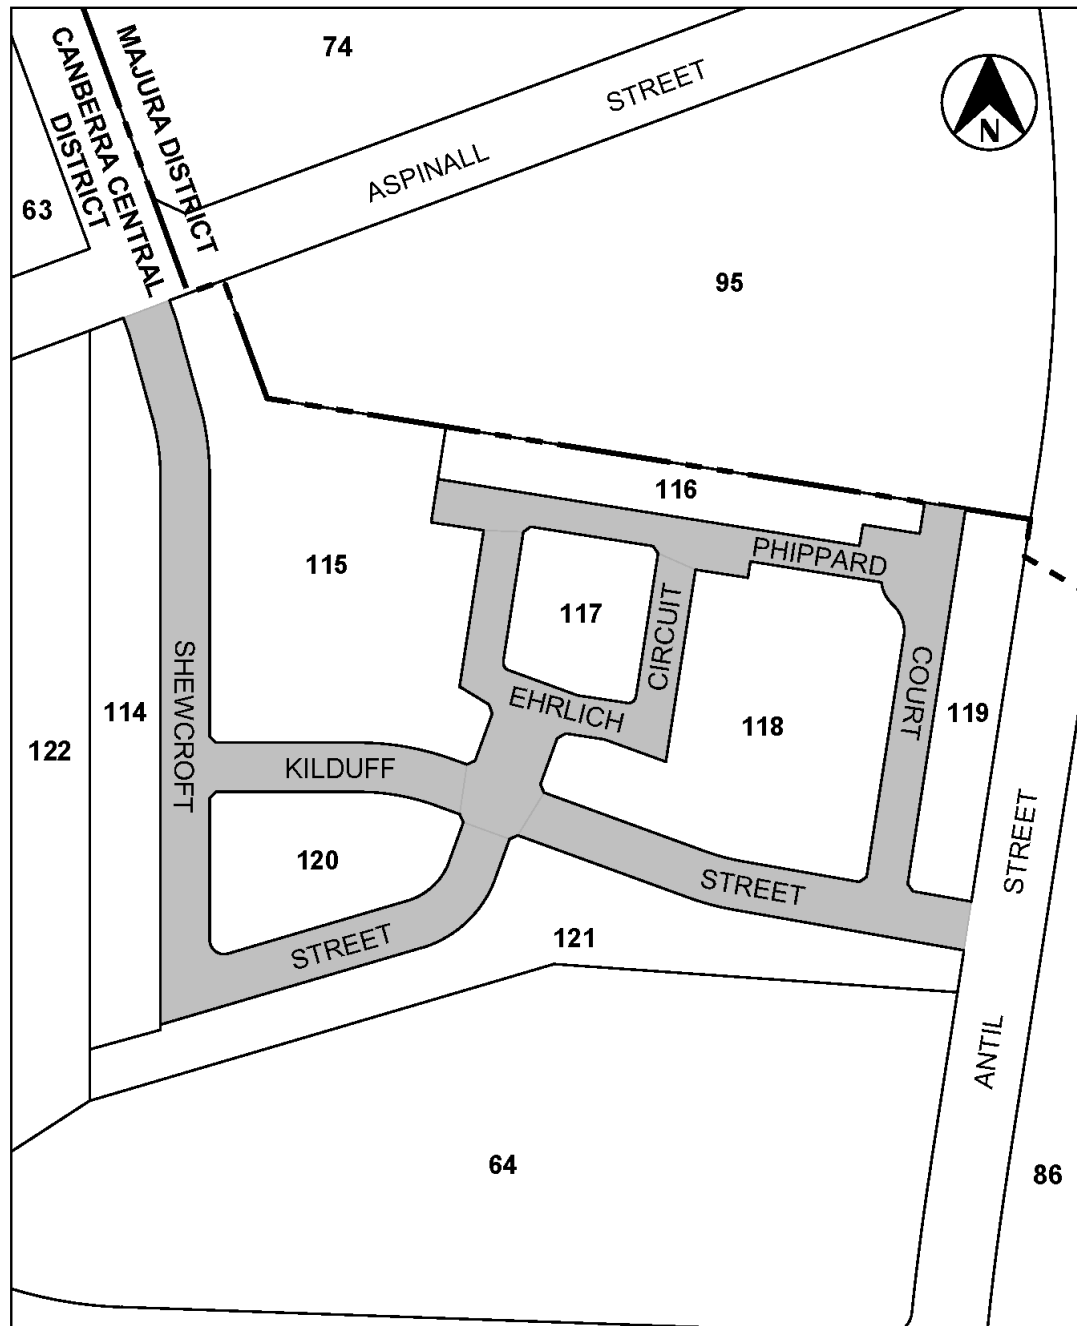 74
MAJURA DISTRICT
CANBERRA CENTRAL
DISTRICT
STREET
ASPINALL
N
63
95
116
PHIPPARD
115
117
CIRCUIT
EHRLICH
COURT
118
119
SHEWCROFT
114
122
KILDUFF
120
STREET
STREET
STREET
121
ANTIL
64
86